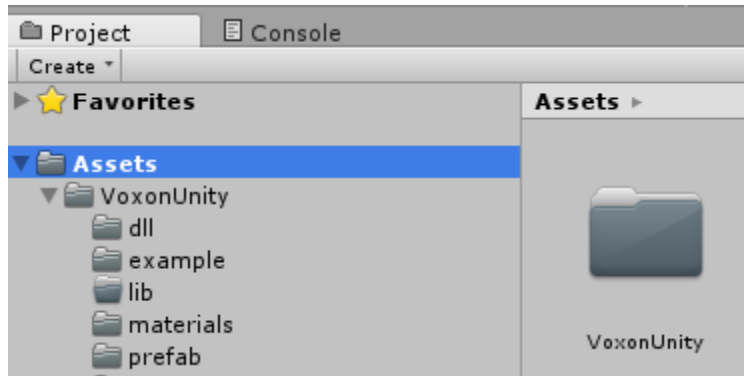 Project
Console
Create
Favorites
Assets
Assets
VoxonUnity
dll
example
lib
materials
prefab
VoxonUnity